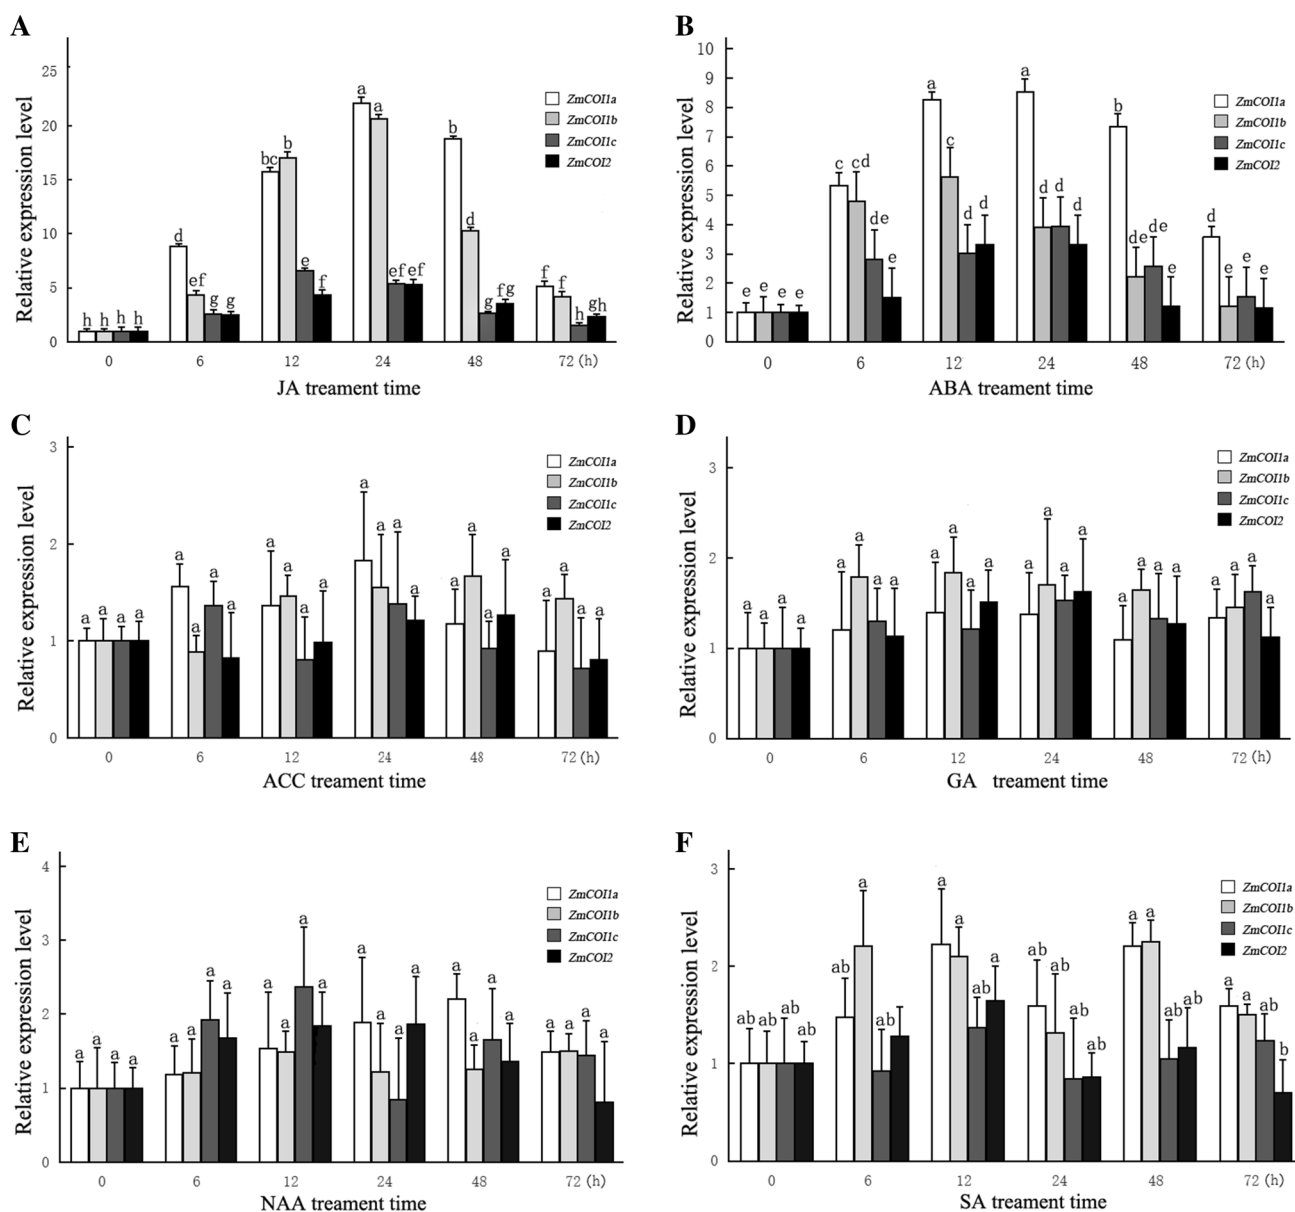 A
Relative expression level
25
20
15
10
5
0
h h h h
d ef g g
bc b e f
a a ef ef
b d g fg
f f h gh
ZmCOI1a
ZmCOI1b
ZmCOI1c
ZmCOI2
0 6 12 24 48 72 (h)
JA treament time
B
Relative expression level
10
9
8
7
6
5
4
3
2
1
0
e e e e
c cd de e
a c d d
a d d d
b de de e
d e e e
ZmCOI1a
ZmCOI1b
ZmCOI1c
ZmCOI2
0 6 12 24 48 72 (h)
ABA treament time
C
Relative expression level
3
2
1
0
a a a a
a a a a
a a a a
a a a a
a a a a
a a a a
ZmCOI1a
ZmCOI1b
ZmCOI1c
ZmCOI2
0 6 12 24 48 72 (h)
ACC treament time
D
Relative expression level
3
2
1
0
a a a a
a a a a
a a a a
a a a a
a a a a
a a a a
ZmCOI1a
ZmCOI1b
ZmCOI1c
ZmCOI2
0 6 12 24 48 72 (h)
GA treament time
E
Relative expression level
4
3
2
1
0
a a a a
a a a a
a a a a
a a a a
a a a a
a a a a
ZmCOI1a
ZmCOI1b
ZmCOI1c
ZmCOI2
0 6 12 24 48 72 (h)
NAA treament time
F
Relative expression level
3
2
1
0
ab ab ab ab
ab a ab
a a ab a
ab ab ab ab
a a ab ab
a a ab b
ZmCOI1a
ZmCOI1b
ZmCOI1c
ZmCOI2
0 6 12 24 48 72 (h)
SA treament time